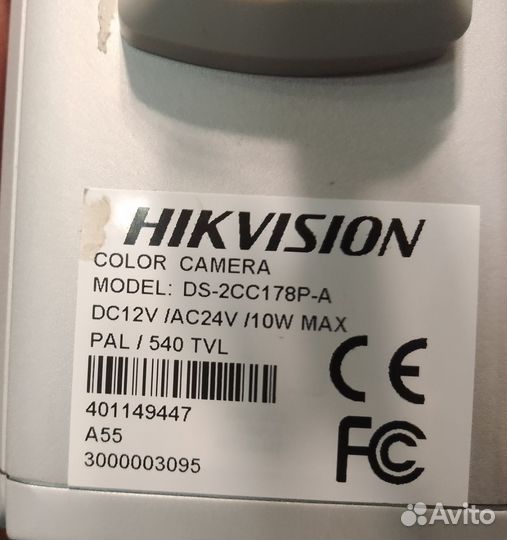 HIKVISION
COLOR CAMERA
MODEL: DS-2CC178P-A
DC12V /AC24V /10W MAX
PAL / 540 TVL
CE
401149447
A55
3000003095
FC
Avito